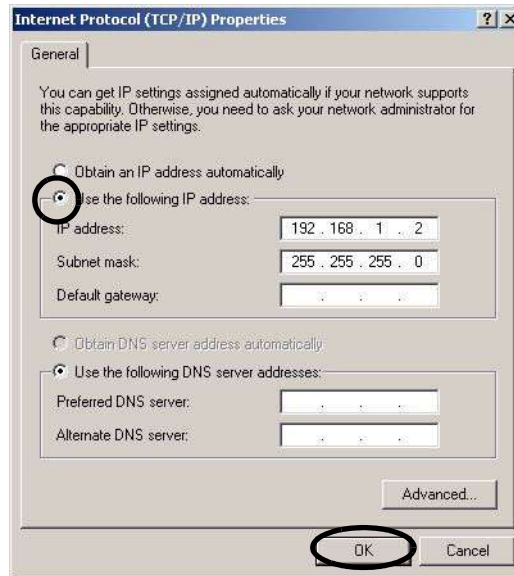 Internet Protocol (TCP/IP) Properties
? X
General
You can get IP settings assigned automatically if your network supports
this capability. Otherwise, you need to ask your network administrator for
the appropriate IP settings.
Obtain an IP address automatically
Use the following IP address:
IP address: 192 . 168 . 1 . 2
Subnet mask: 255 . 255 . 255 . 0
Default gateway: . . .
Obtain DNS server address automatically
Use the following DNS server addresses:
Preferred DNS server: . . .
Alternate DNS server: . . .
Advanced...
OK Cancel